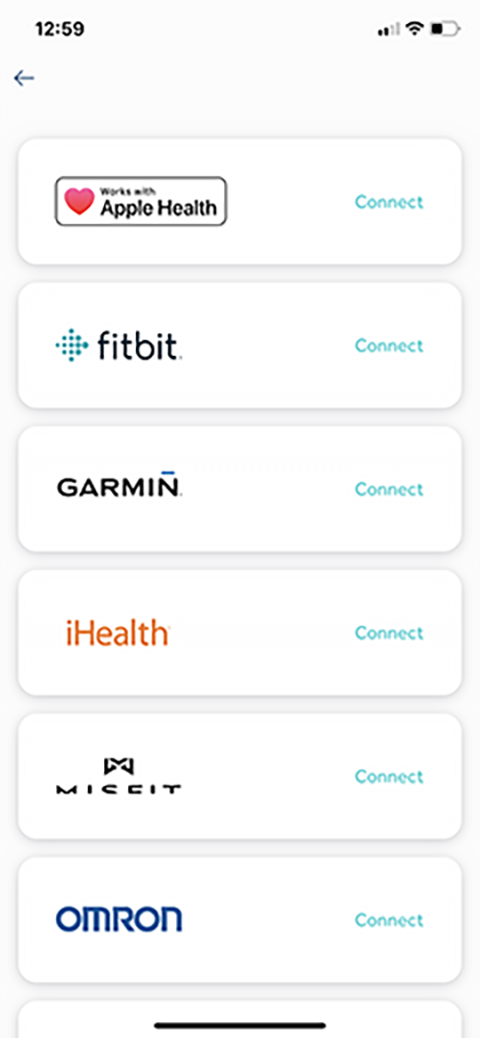 12:59
Works with
Apple Health
Connect
fitbit
Connect
GARMIN
Connect
iHealth
Connect
MISFIT
Connect
OMRON
Connect